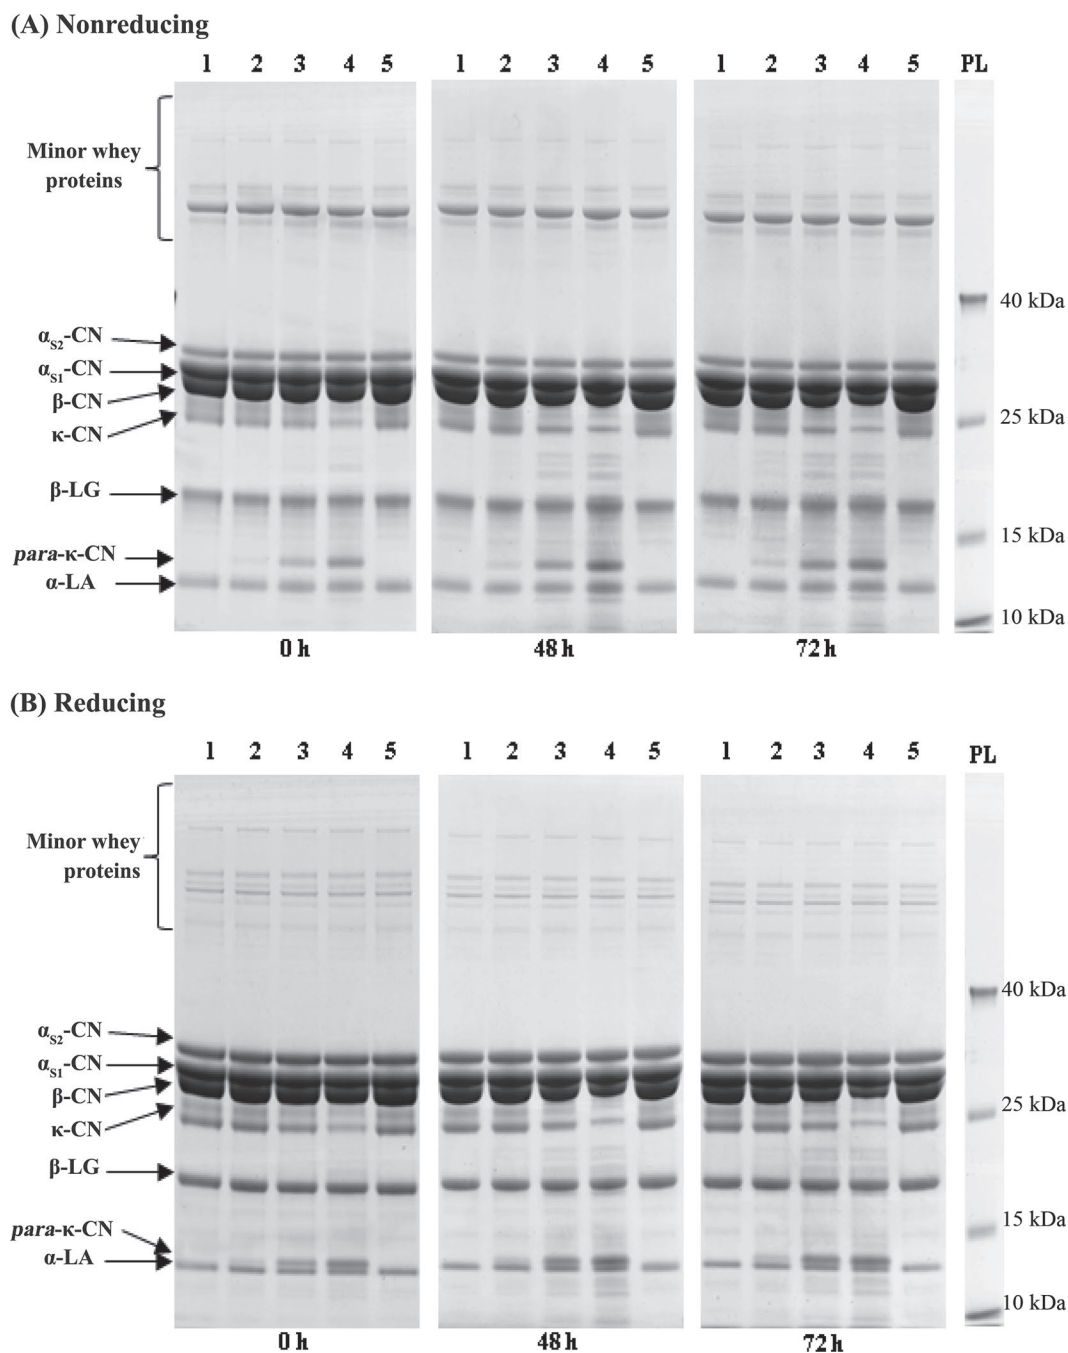 (A) Nonreducing
1 2 3 4 5 1 2 3 4 5 1 2 3 4 5 PL
Minor whey
proteins
40 kDa
αS2-CN
αS1-CN
β-CN
25 kDa
κ-CN
β-LG
15 kDa
para-κ-CN
α-LA
10 kDa
0 h 48 h 72 h
(B) Reducing
1 2 3 4 5 1 2 3 4 5 1 2 3 4 5 PL
Minor whey
proteins
40 kDa
αS2-CN
αS1-CN
β-CN
25 kDa
κ-CN
β-LG
15 kDa
para-κ-CN
α-LA
10 kDa
0 h 48 h 72 h